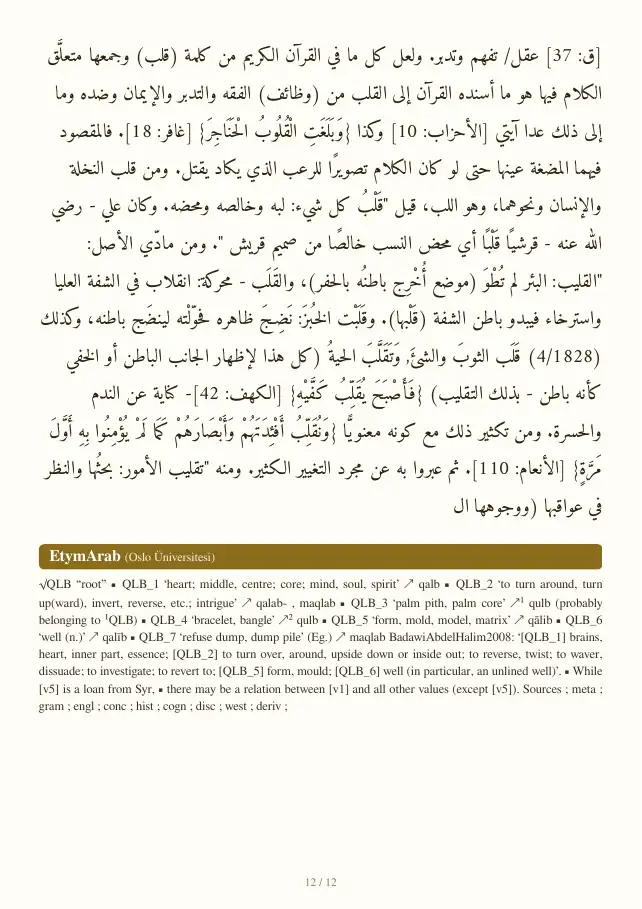 [ق: 37] عقل/ تفهم وتدبر. ولعل كل ما في القرآن الكريم من كلمة (قلب) وجمعها متعلَّق
الكلام فيها هو ما أسنده القرآن إلى القلب من (وظائف) الفقه والتدبر والإيمان وضده وما
إلى ذلك عدا آيتي [الأحزاب: 10] وكذا {وَبَلَغَتِ الْقُلُوبُ الْحَنَاجِرَ} [غافر: 18]. فالمقصود
فيهما المضغة عينها حتى لو كان الكلام تصويرًا للرعب الذي يكاد يقتل. ومن قلب النخلة
والإنسان ونحوهما، وهو اللب، قيل "قَلْبُ كل شيء: لبه وخالصه ومحضه. وكان علي - رضي
الله عنه - قرشيًا قَلْبًا أي محض النسب خالصًا من صميم قريش ". ومن مادّي الأصل:
"القليب: البئر لم تُطْوَ (موضع أُخْرِج باطنُه بالحفر)، والقَلَب - محركة: انقلاب في الشفة العليا
واسترخاء فيبدو باطن الشفة (قَلْبها). وقَلَبْت الخُبزَ: نَضِجَ ظاهره فحوّلته لينضَج باطنه، وكذلك
(4/1828) قَلَب الثوبَ والشئَ, وَتَقَلَّبَ الحيةُ (كل هذا لإظهار الجانب الباطن أو الخفي
كأنه باطن - بذلك التقليب) {فَأَصْبَحَ يُقَلِّبُ كَفَّيْهِ} [الكهف: 42]- كناية عن الندم
والحسرة. ومن تكثير ذلك مع كونه معنويًّا {وَنُقَلِّبُ أَفْئِدَتَهُمْ وَأَبْصَارَهُمْ كَمَا لَمْ يُؤْمِنُوا بِهِ أَوَّلَ
مَرَّةٍ} [الأنعام: 110]. ثم عبروا به عن مجرد التغيير الكثير. ومنه "تقليب الأمور: بحثُها والنظر
في عواقبها (ووجوهها ال
EtymArab (Oslo Üniversitesi)
√QLB “root” ▪ QLB_1 ‘heart; middle, centre; core; mind, soul, spirit’ ↗ qalb ▪ QLB_2 ‘to turn around, turn
up(ward), invert, reverse, etc.; intrigue’ ↗ qalab- , maqlab ▪ QLB_3 ‘palm pith, palm core’ ↗¹ qulb (probably
belonging to ¹QLB) ▪ QLB_4 ‘bracelet, bangle’ ↗² qulb ▪ QLB_5 ‘form, mold, model, matrix’ ↗ qālib ▪ QLB_6
‘well (n.)’ ↗ qalīb ▪ QLB_7 ‘refuse dump, dump pile’ (Eg.) ↗ maqlab BadawiAbdelHalim2008: ‘[QLB_1] brains,
heart, inner part, essence; [QLB_2] to turn over, around, upside down or inside out; to reverse, twist; to waver,
dissuade; to investigate; to revert to; [QLB_5] form, mould; [QLB_6] well (in particular, an unlined well)’. ▪ While
[v5] is a loan from Syr, ▪ there may be a relation between [v1] and all other values (except [v5]). Sources ; meta ;
gram ; engl ; conc ; hist ; cogn ; disc ; west ; deriv ;
12 / 12